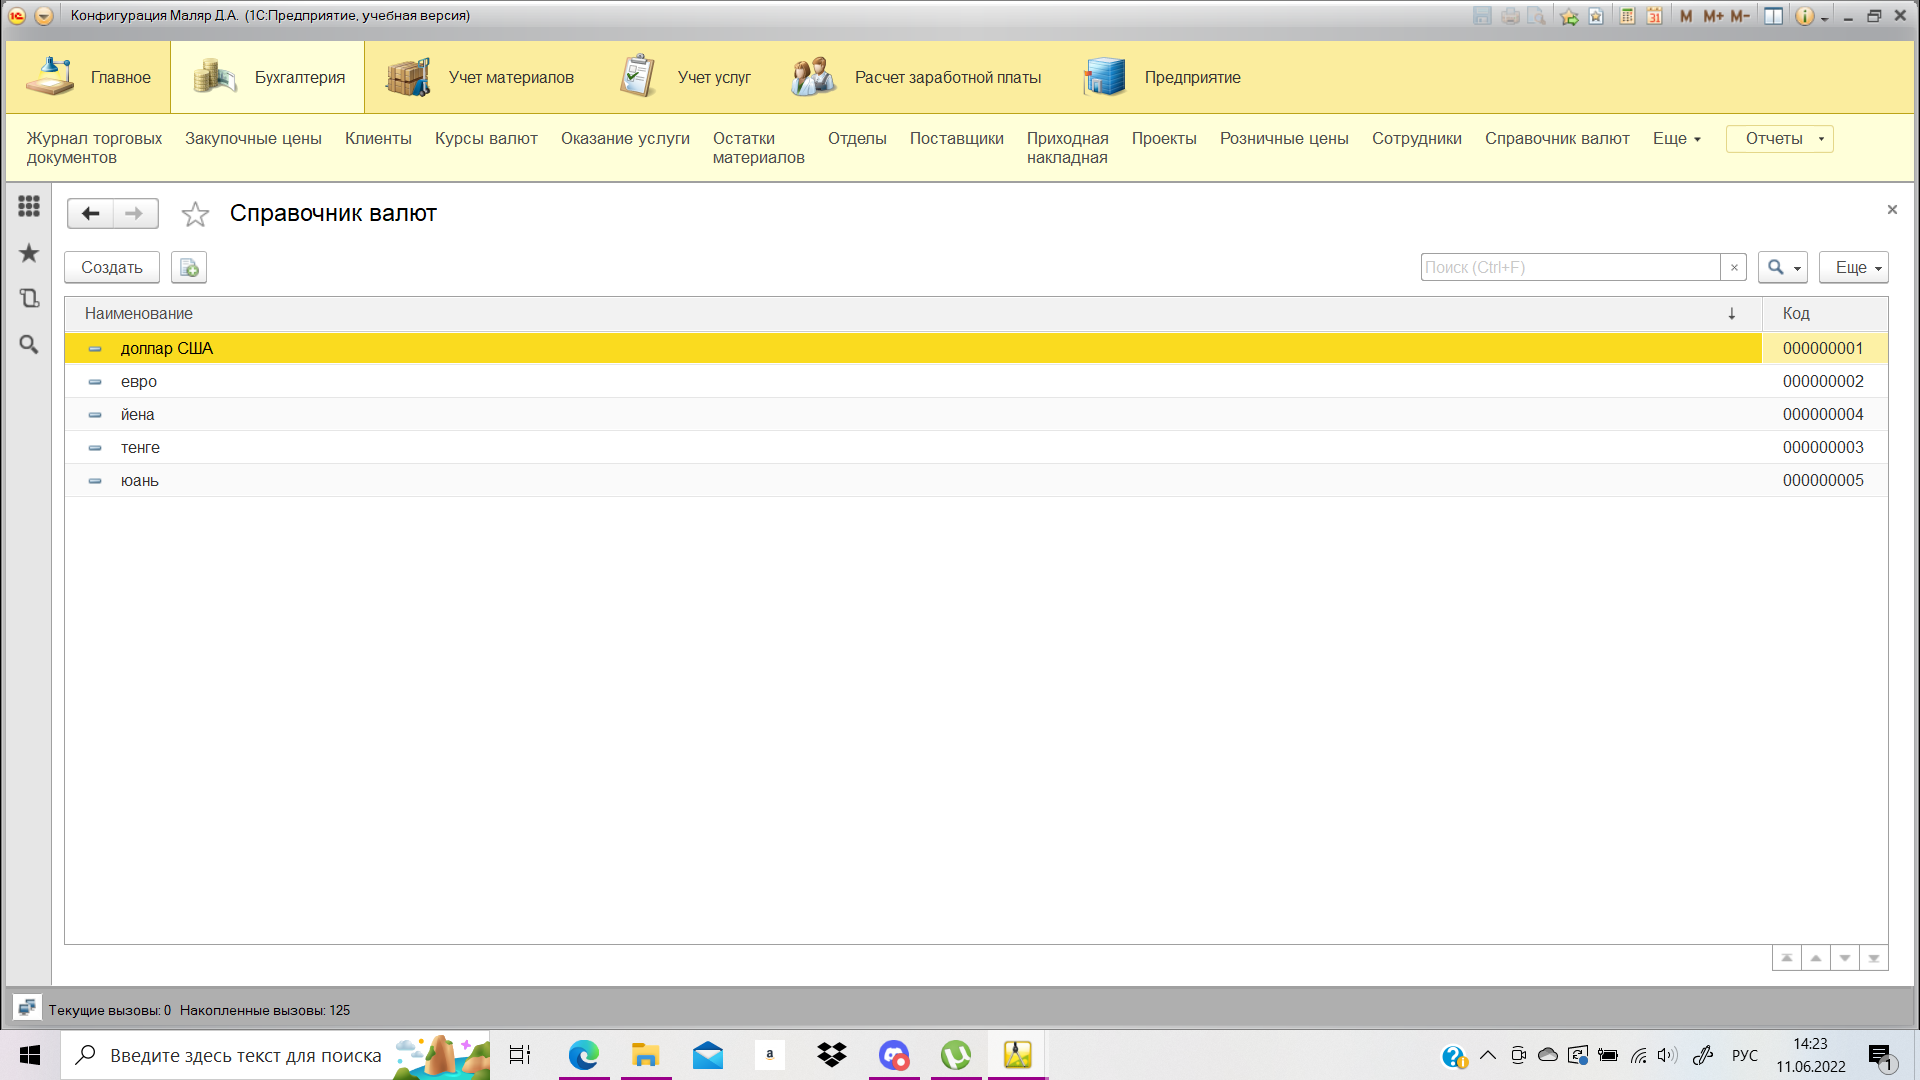 Конфигурация Маляр Д.А. (1С:Предприятие, учебная версия)
M M+ M-
Главное
Бухгалтерия
Учет материалов
Учет услуг
Расчет заработной платы
Предприятие
Журнал торговых документов
Закупочные цены
Клиенты
Курсы валют
Оказание услуги
Остатки материалов
Отделы
Поставщики
Приходная накладная
Проекты
Розничные цены
Сотрудники
Справочник валют
Еще
Отчеты
Справочник валют
Создать
Поиск (Ctrl+F)
Еще
Наименование Код
доллар США 000000001
евро 000000002
йена 000000004
тенге 000000003
юань 000000005
Текущие вызовы: 0 Накопленные вызовы: 125
Введите здесь текст для поиска
a
РУС
14:23
11.06.2022
1